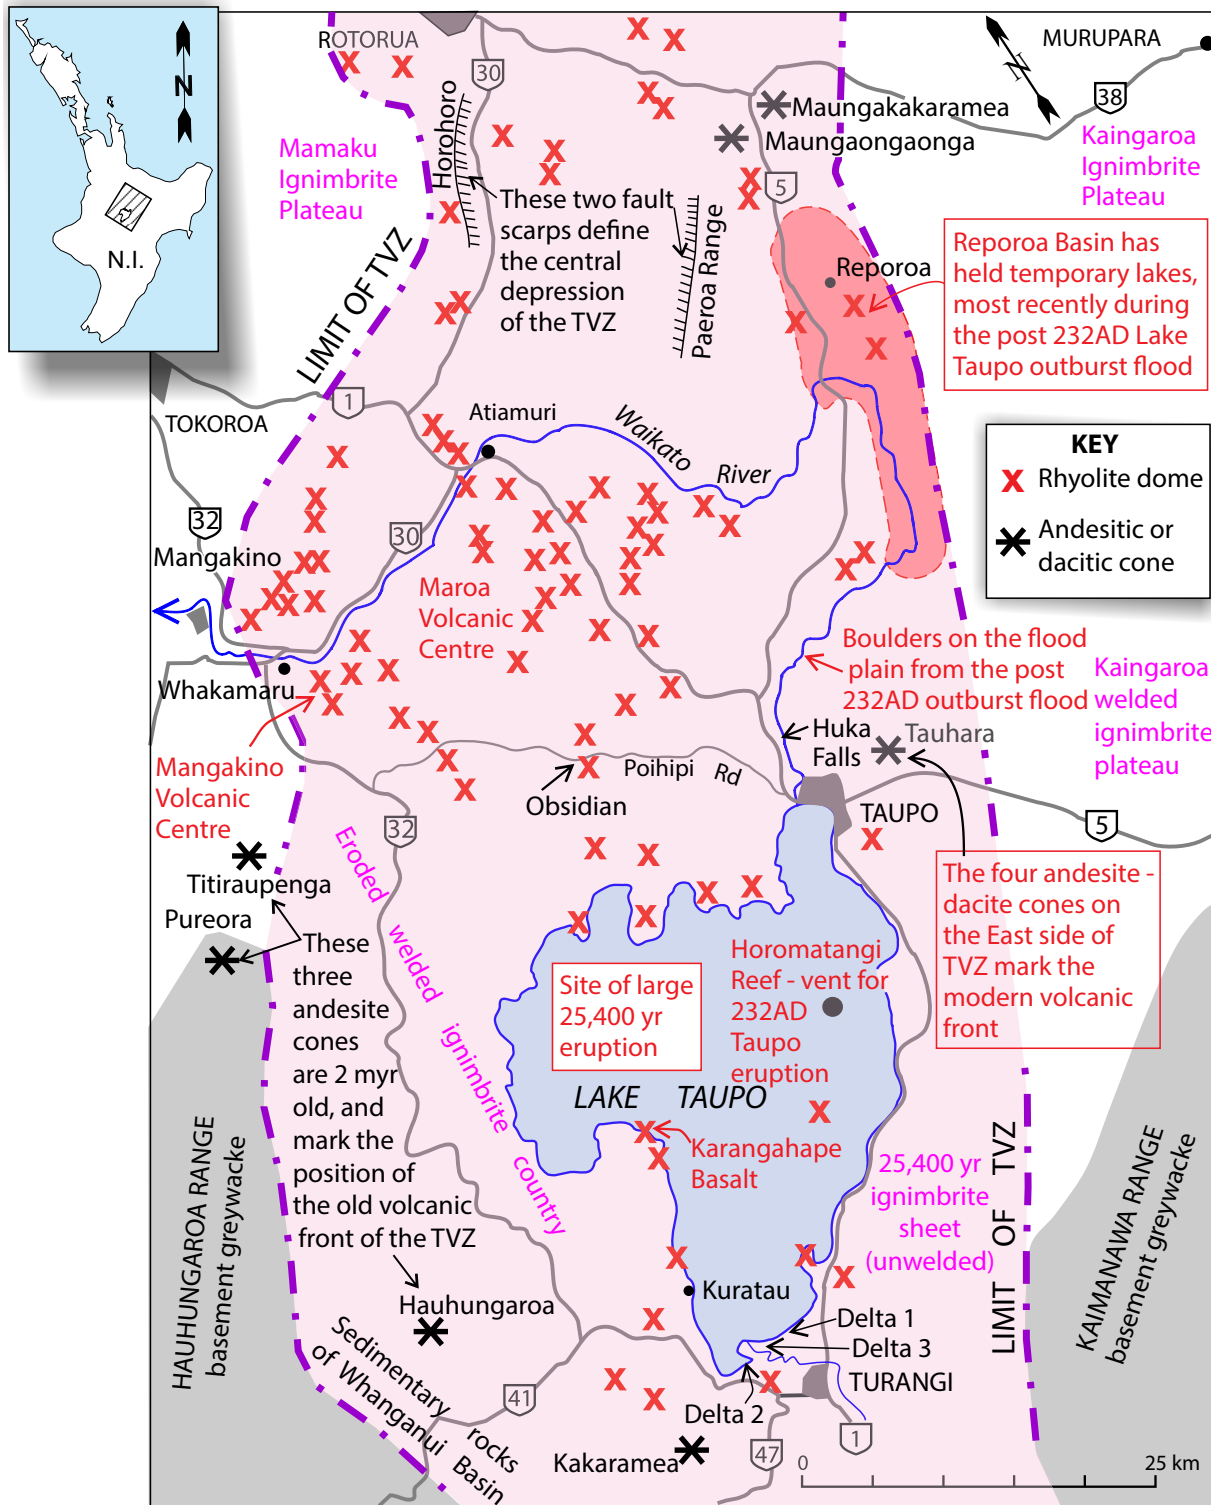 N
N.I.
ROTORUA
30
N
MURUPARA
38
Maungakakaramea
Maungaongaonga
Kaingaroa
Ignimbrite
Plateau
Mamaku
Ignimbrite
Plateau
Horohoro
These two fault
scarps define
the central
depression
of the TVZ
Paeroa Range
5
Reporoa
Reporoa Basin has
held temporary lakes,
most recently during
the post 232AD Lake
Taupo outburst flood
LIMIT OF TVZ
1
TOKOROA
Atiamuri
Waikato
River
KEY
X Rhyolite dome
Andesitic or
dacitic cone
32
30
Mangakino
Maroa
Volcanic
Centre
Boulders on the flood
plain from the post
232AD outburst flood
Kaingaroa
welded
ignimbrite
plateau
Whakamaru
Huka
Falls
Tauhara
Mangakino
Volcanic
Centre
Poihipi Rd
Obsidian
TAUPO
5
32
Titiraupenga
Pureora
Eroded welded ignimbrite country
The four andesite -
dacite cones on
the East side of
TVZ mark the
modern volcanic
front
These
three
andesite
cones
are 2 myr
old, and
mark the
position of
the old volcanic
front of the TVZ
Site of large
25,400 yr
eruption
Horomatangi
Reef - vent for
232AD
Taupo
eruption
LAKE TAUPO
Karangahape
Basalt
25,400 yr
ignimbrite
sheet
(unwelded)
LIMIT OF TVZ
HAUHUNGAROA RANGE
basement greywacke
KAIMANAWA RANGE
basement greywacke
Hauhungaroa
Kuratau
Delta 1
Delta 3
Delta 2
TURANGI
Sedimentary rocks
of Whanganui Basin
41
Kakaramea
47
1
0
25 km